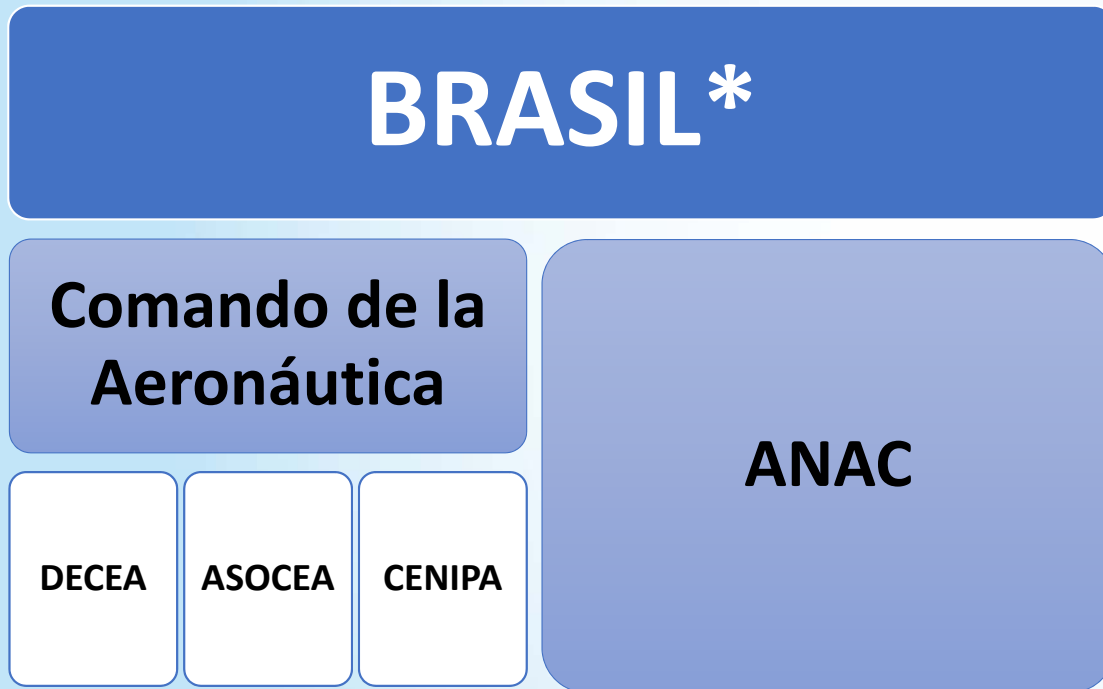 BRASIL*
Comando de la
Aeronáutica
ANAC
DECEA
ASOCEA
CENIPA